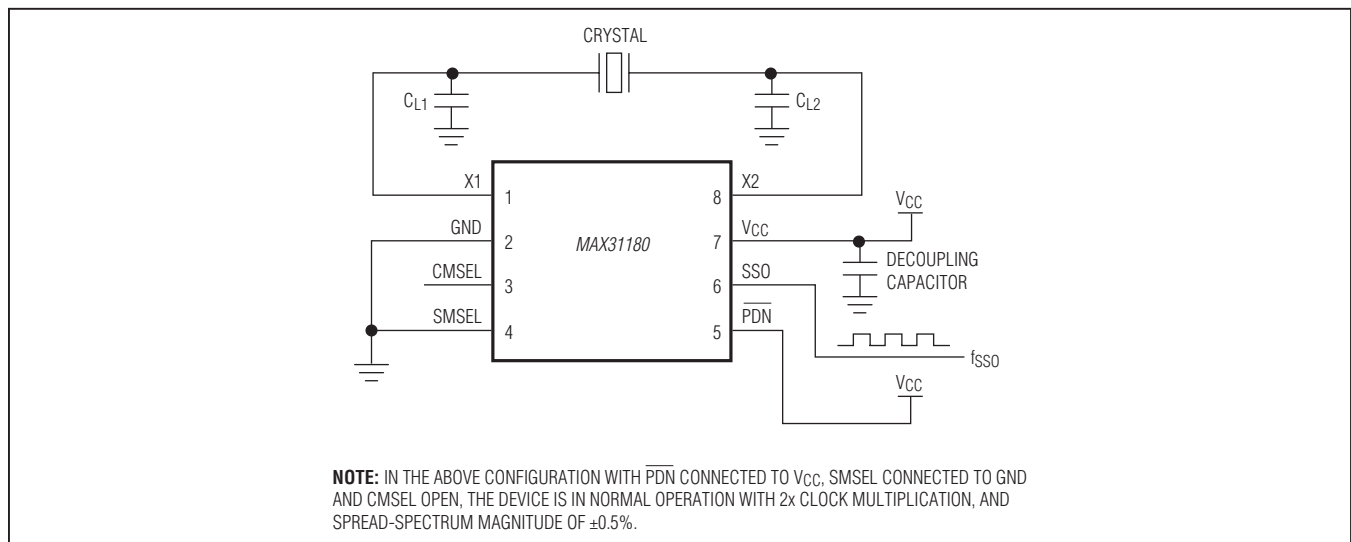 CRYSTAL
CL1
CL2
X1
1
8
X2
VCC
GND
2
MAX31180
7
VCC
DECOUPLING
CAPACITOR
CMSEL
3
6
SSO
SMSEL
4
5
PDN
fSSO
VCC
NOTE: IN THE ABOVE CONFIGURATION WITH PDN CONNECTED TO VCC, SMSEL CONNECTED TO GND
AND CMSEL OPEN, THE DEVICE IS IN NORMAL OPERATION WITH 2x CLOCK MULTIPLICATION, AND
SPREAD-SPECTRUM MAGNITUDE OF ±0.5%.